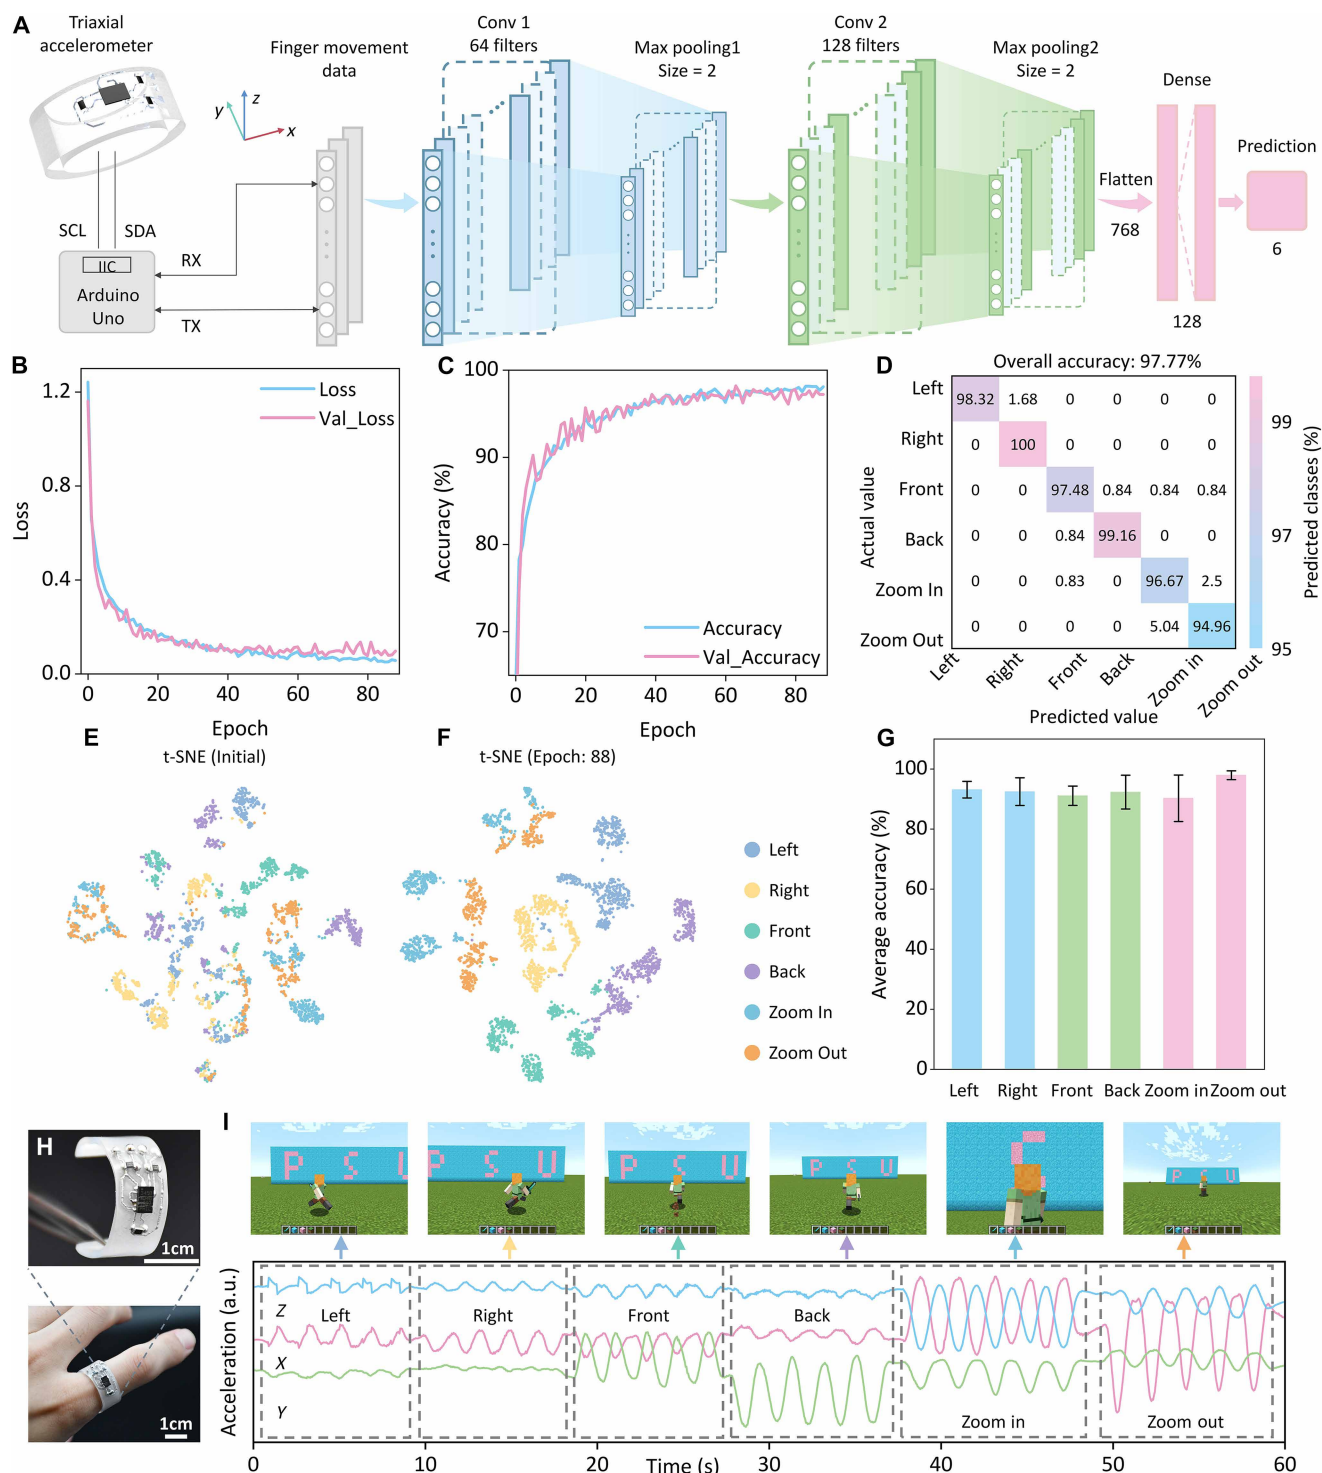 A
Triaxial
accelerometer
SCL
SDA
IIC
Arduino
Uno
RX
TX
y
z
x
Finger movement
data
Conv 1
64 filters
Max pooling1
Size = 2
Conv 2
128 filters
Max pooling2
Size = 2
Flatten
768
Dense
128
Prediction
6
B
Loss
1.2
0.8
0.4
0.0
Loss
Val_Loss
0
20
40
60
80
Epoch
C
Accuracy (%)
100
90
80
70
Accuracy
Val_Accuracy
0
20
40
60
80
Epoch
D
Overall accuracy: 97.77%
Actual value
Left 98.32 1.68 0 0 0 0
Right 0 100 0 0 0 0
Front 0 0 97.48 0.84 0.84 0.84
Back 0 0 0.84 99.16 0 0
Zoom In 0 0 0.83 0 96.67 2.5
Zoom Out 0 0 0 0 5.04 94.96
Left
Right
Front
Back
Zoom in
Zoom out
Predicted value
99
97
95
Predicted classes (%)
E
t-SNE (Initial)
F
t-SNE (Epoch: 88)
Left
Right
Front
Back
Zoom In
Zoom Out
G
Average accuracy (%)
100
80
60
40
20
0
Left
Right
Front
Back
Zoom in
Zoom out
H
1cm
1cm
I
P S
P S U
P S U
P S U
P S U
Acceleration (a.u.)
Z
X
Y
Left
Right
Front
Back
Zoom in
Zoom out
0
10
20
30
40
50
60
Time (s)